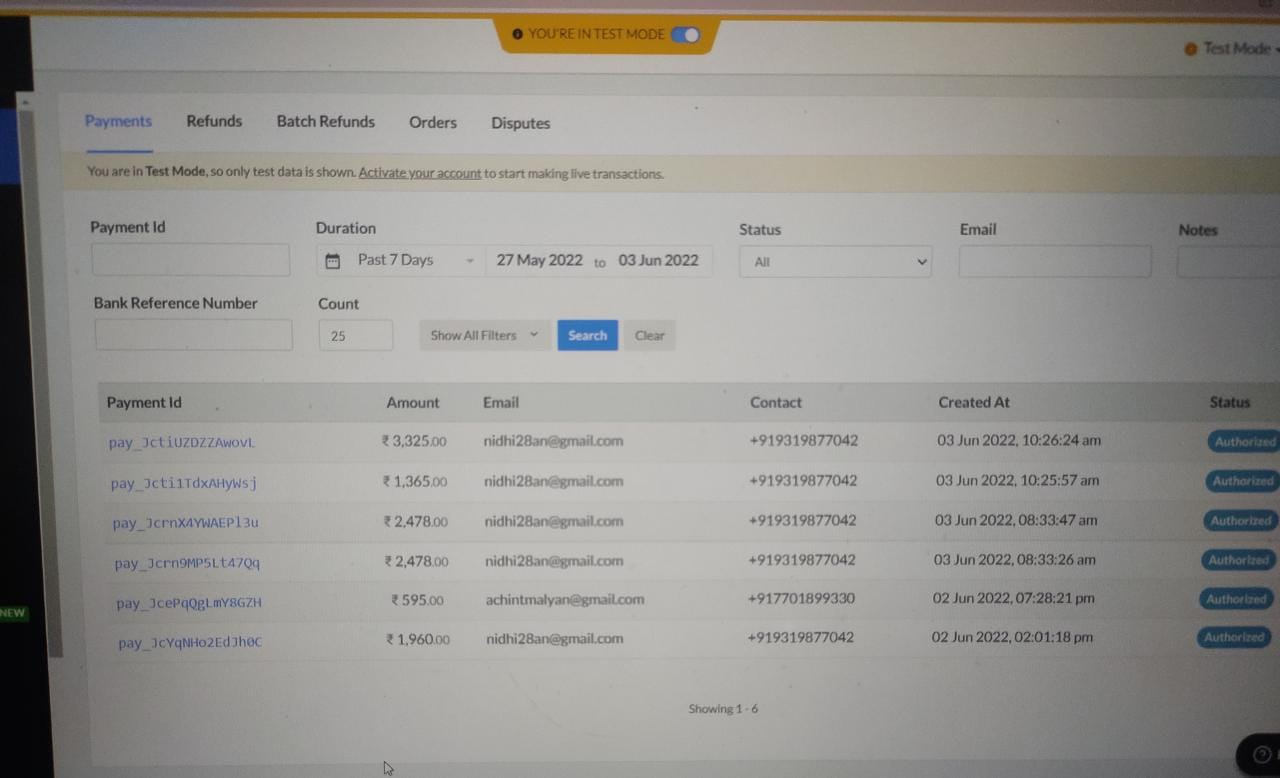 YOU'RE IN TEST MODE
Test Mode
Payments Refunds Batch Refunds Orders Disputes
You are in Test Mode, so only test data is shown. Activate your account to start making live transactions.
Payment Id Duration Status Email Notes
Past 7 Days 27 May 2022 to 03 Jun 2022 All
Bank Reference Number Count
25 Show All Filters Search Clear
Payment Id Amount Email Contact Created At Status
pay_JctiUZDZZAwovL ₹ 3,325.00 nidhi28an@gmail.com +919319877042 03 Jun 2022, 10:26:24 am Authorized
pay_Jcti1TdxAHyWsj ₹ 1,365.00 nidhi28an@gmail.com +919319877042 03 Jun 2022, 10:25:57 am Authorized
pay_JcrnX4YWAEPl3u ₹ 2,478.00 nidhi28an@gmail.com +919319877042 03 Jun 2022, 08:33:47 am Authorized
pay_Jcrn9MP5Lt47Qq ₹ 2,478.00 nidhi28an@gmail.com +919319877042 03 Jun 2022, 08:33:26 am Authorized
pay_JcePqQgLmY8GZH ₹ 595.00 achintmalyan@gmail.com +917701899330 02 Jun 2022, 07:28:21 pm Authorized
NEW
pay_JcYqNHo2EdJh0C ₹ 1,960.00 nidhi28an@gmail.com +919319877042 02 Jun 2022, 02:01:18 pm Authorized
Showing 1 - 6